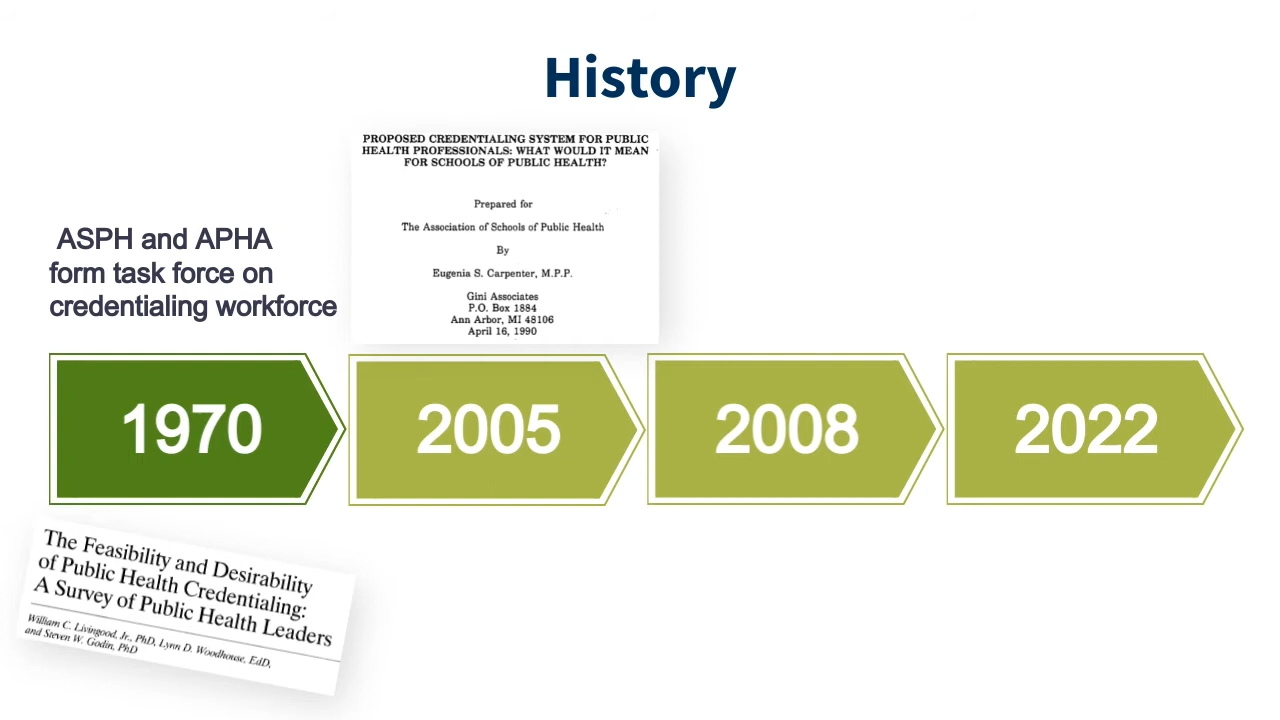 History
PROPOSED CREDENTIALING SYSTEM FOR PUBLIC
HEALTH PROFESSIONALS: WHAT WOULD IT MEAN
FOR SCHOOLS OF PUBLIC HEALTH?
Prepared for
The Association of Schools of Public Health
By
Eugenia S. Carpenter, M.P.P.
Gini Associates
P.O. Box 1884
Ann Arbor, MI 48106
April 16, 1990
ASPH and APHA
form task force on
credentialing workforce
1970
2005
2008
2022
The Feasibility and Desirability
of Public Health Credentialing:
A Survey of Public Health Leaders
William C. Livingood, Jr., PhD, Lynn D. Woodhouse, EdD,
and Steven W. Godin, PhD